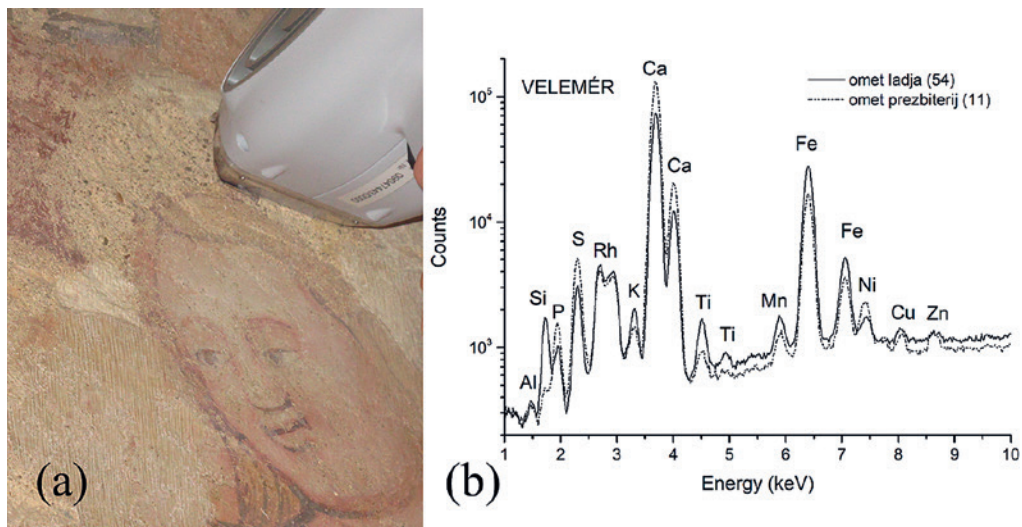 VELEMÉR
omet ladja (54)
omet prezbiterij (11)
Counts
10^5
10^4
10^3
Al
Si
P
S
Rh
K
Ca
Ca
Ti
Ti
Mn
Fe
Fe
Ni
Cu
Zn
1 2 3 4 5 6 7 8 9 10
Energy (keV)
(a)
(b)